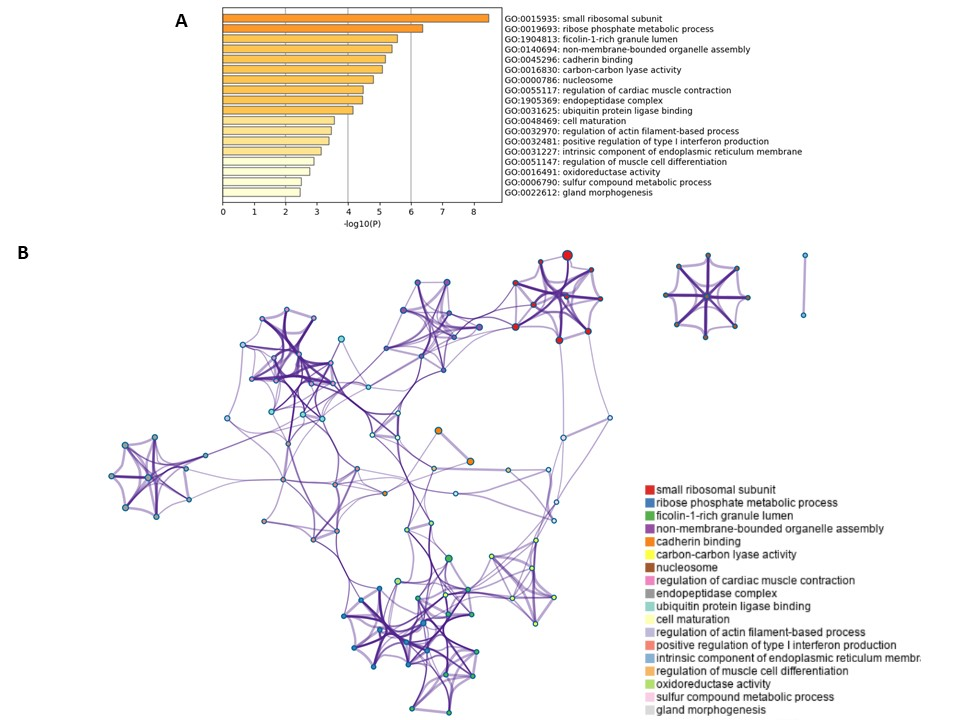 A
GO:0015935: small ribosomal subunit
GO:0019693: ribose phosphate metabolic process
GO:1904813: ficolin-1-rich granule lumen
GO:0140694: non-membrane-bounded organelle assembly
GO:0045296: cadherin binding
GO:0016830: carbon-carbon lyase activity
GO:0000786: nucleosome
GO:0055117: regulation of cardiac muscle contraction
GO:1905369: endopeptidase complex
GO:0031625: ubiquitin protein ligase binding
GO:0048469: cell maturation
GO:0032970: regulation of actin filament-based process
GO:0032481: positive regulation of type I interferon production
GO:0031227: intrinsic component of endoplasmic reticulum membrane
GO:0051147: regulation of muscle cell differentiation
GO:0016491: oxidoreductase activity
GO:0006790: sulfur compound metabolic process
GO:0022612: gland morphogenesis
0 1 2 3 4 5 6 7 8
-log10(P)
B
small ribosomal subunit
ribose phosphate metabolic process
ficolin-1-rich granule lumen
non-membrane-bounded organelle assembly
cadherin binding
carbon-carbon lyase activity
nucleosome
regulation of cardiac muscle contraction
endopeptidase complex
ubiquitin protein ligase binding
cell maturation
regulation of actin filament-based process
positive regulation of type I interferon production
intrinsic component of endoplasmic reticulum membr
regulation of muscle cell differentiation
oxidoreductase activity
sulfur compound metabolic process
gland morphogenesis